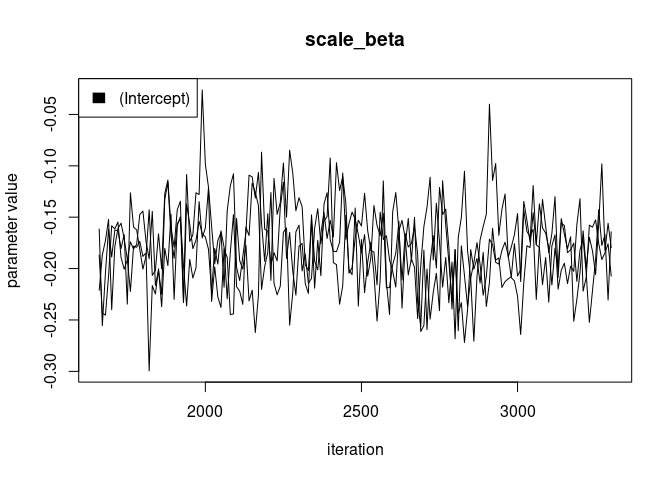 scale_beta
(Intercept)
parameter value
-0.05
-0.10
-0.15
-0.20
-0.25
-0.30
2000
2500
3000
iteration